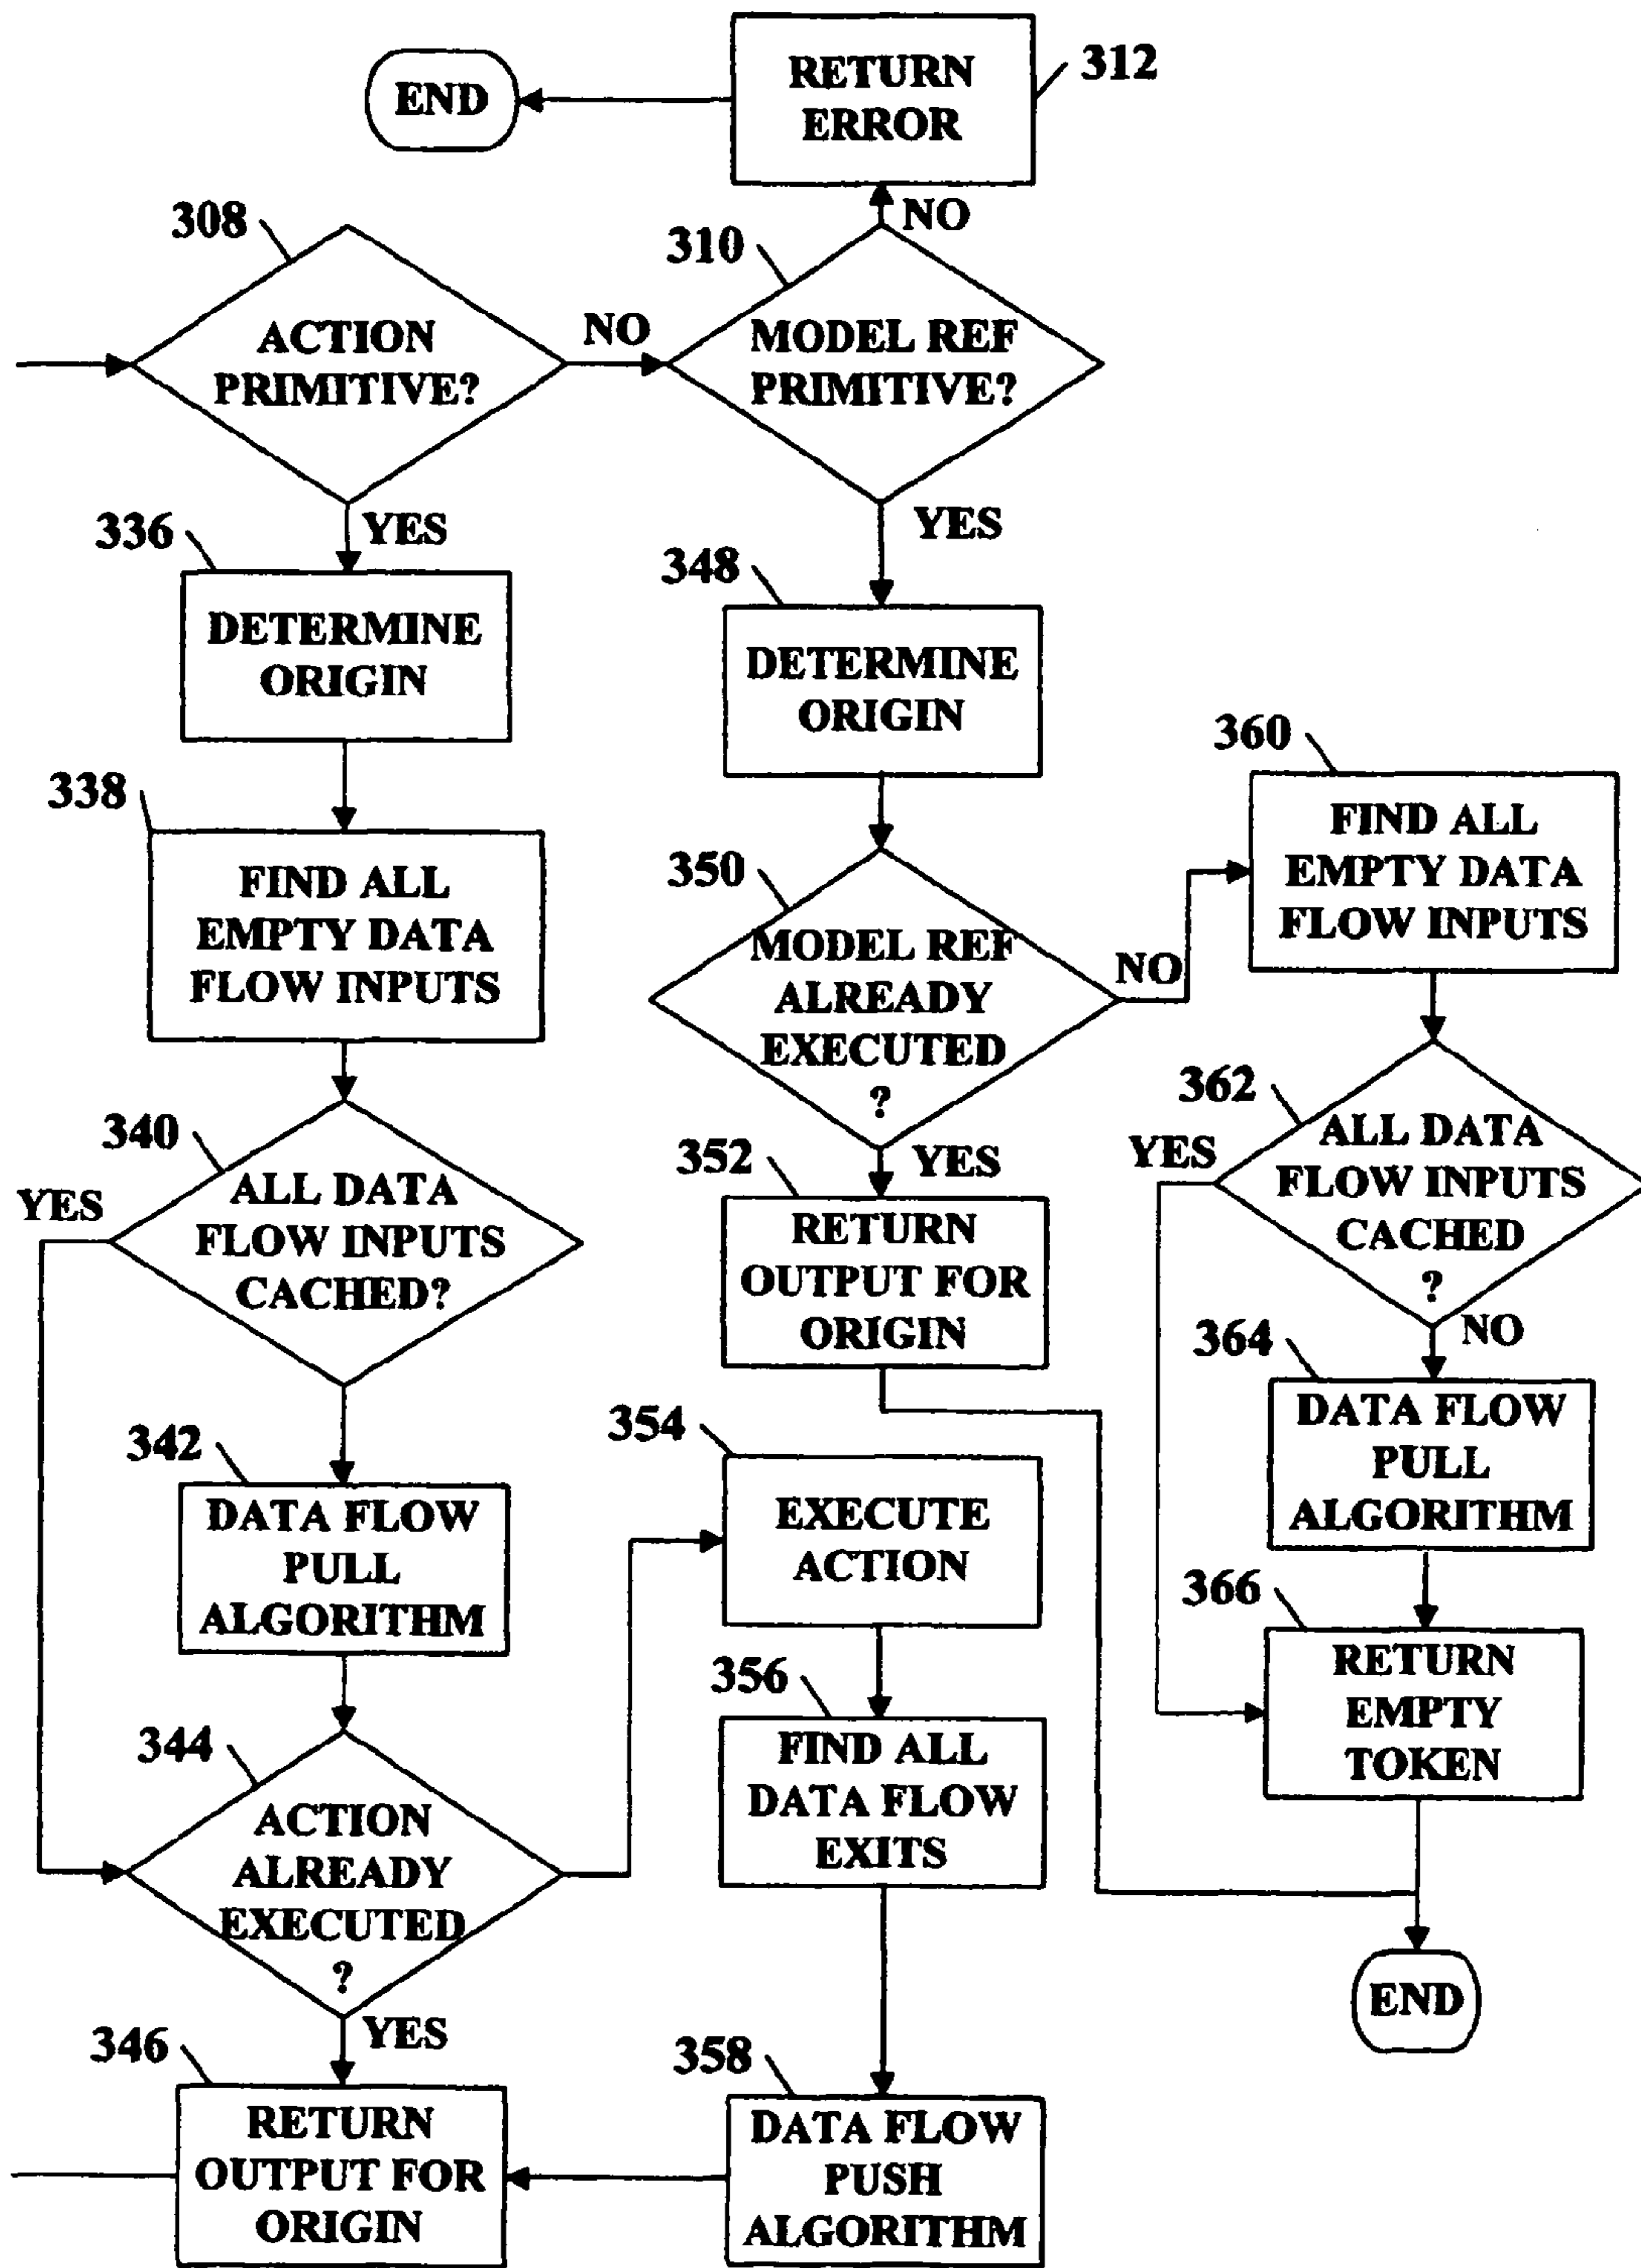 RETURN
ERROR
312
END
308
NO
310
ACTION
PRIMITIVE?
NO
MODEL REF
PRIMITIVE?
336
YES
YES
348
DETERMINE
ORIGIN
DETERMINE
ORIGIN
360
338
FIND ALL
EMPTY DATA
FLOW INPUTS
350
FIND ALL
EMPTY DATA
FLOW INPUTS
MODEL REF
ALREADY
EXECUTED
?
NO
340
362
YES
ALL DATA
FLOW INPUTS
CACHED?
352
YES
YES
ALL DATA
FLOW INPUTS
CACHED
?
RETURN
OUTPUT FOR
ORIGIN
NO
364
342
354
DATA FLOW
PULL
ALGORITHM
DATA FLOW
PULL
ALGORITHM
EXECUTE
ACTION
366
356
RETURN
EMPTY
TOKEN
344
FIND ALL
DATA FLOW
EXITS
ACTION
ALREADY
EXECUTED
?
END
YES
346
358
RETURN
OUTPUT FOR
ORIGIN
DATA FLOW
PUSH
ALGORITHM